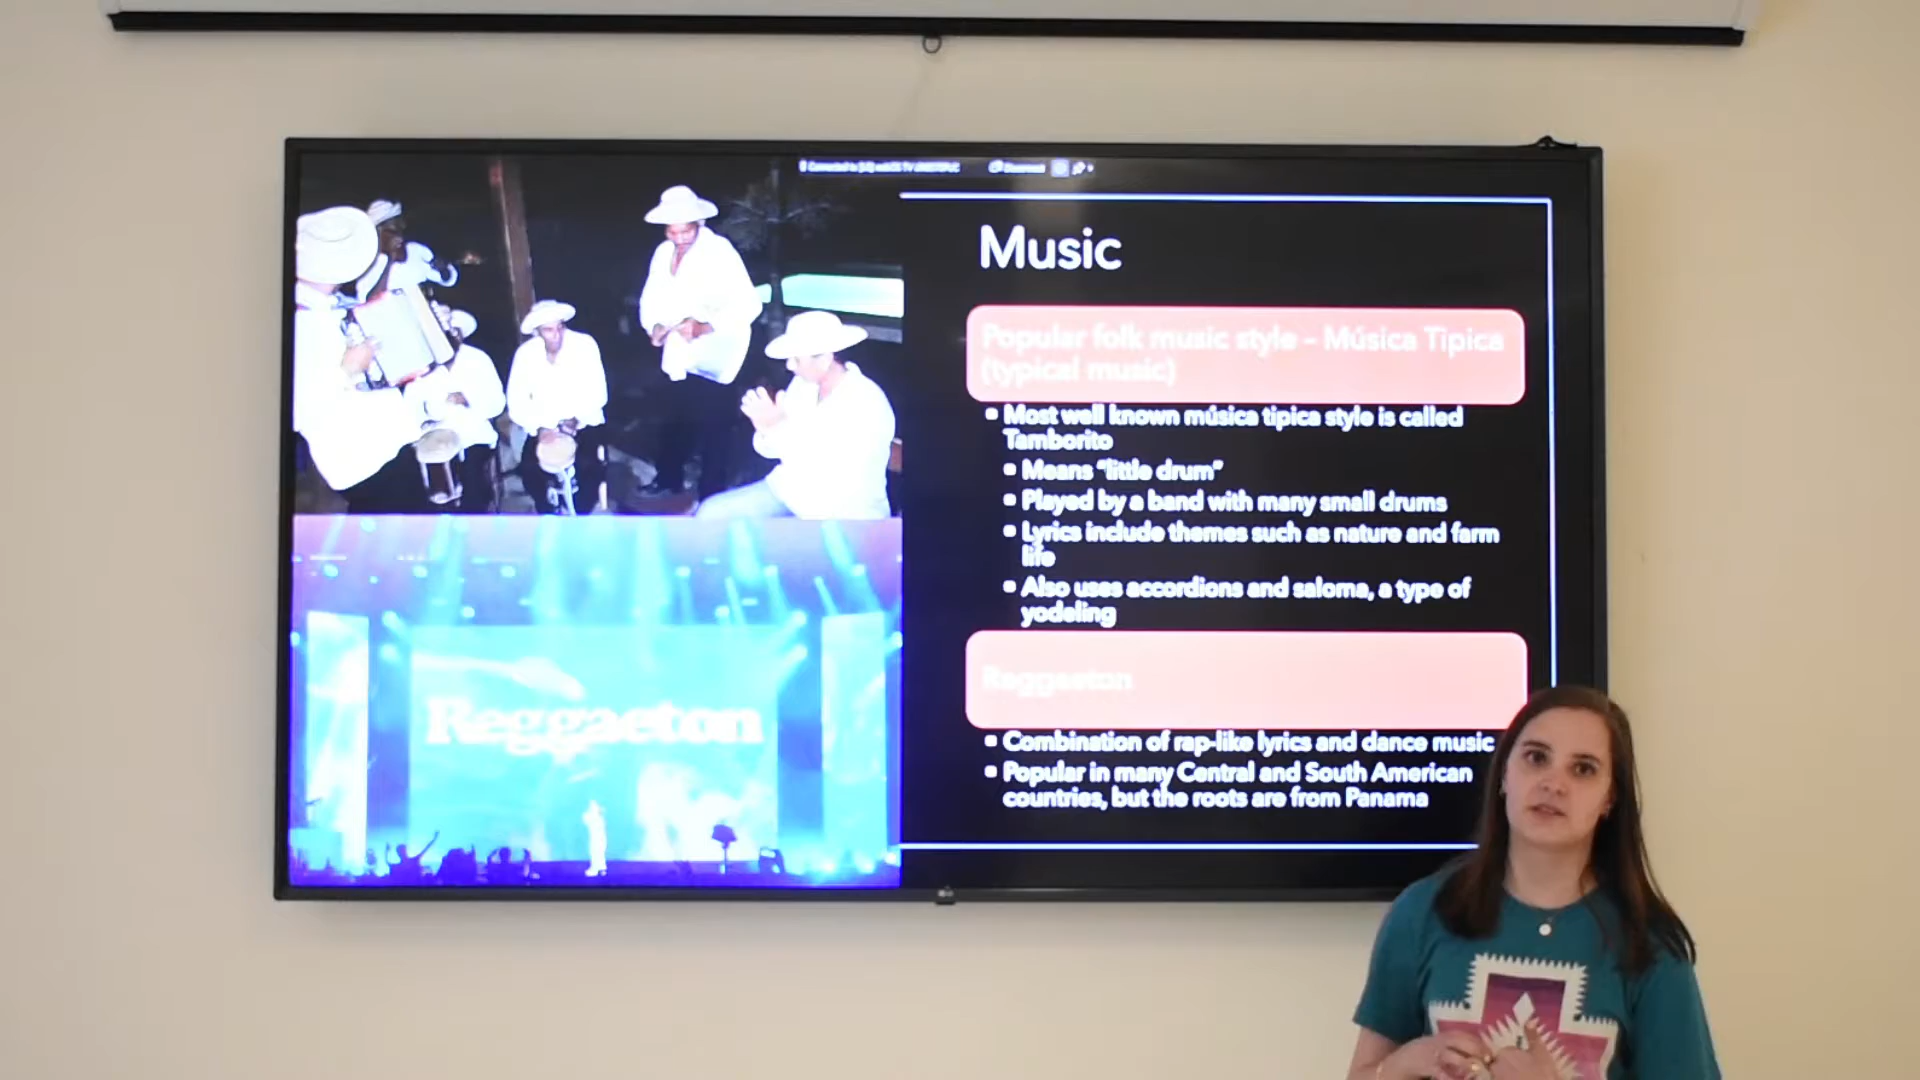 Music
Popular folk music style - Música Tipica
(typical music)
Most well known música tipica style is called
Tamborito
Means "little drum"
Played by a band with many small drums
Lyrics include themes such as nature and farm
life
Also uses accordions and saloma, a type of
yodeling
Reggaeton
Reggaeton
Combination of rap-like lyrics and dance music
Popular in many Central and South American
countries, but the roots are from Panama